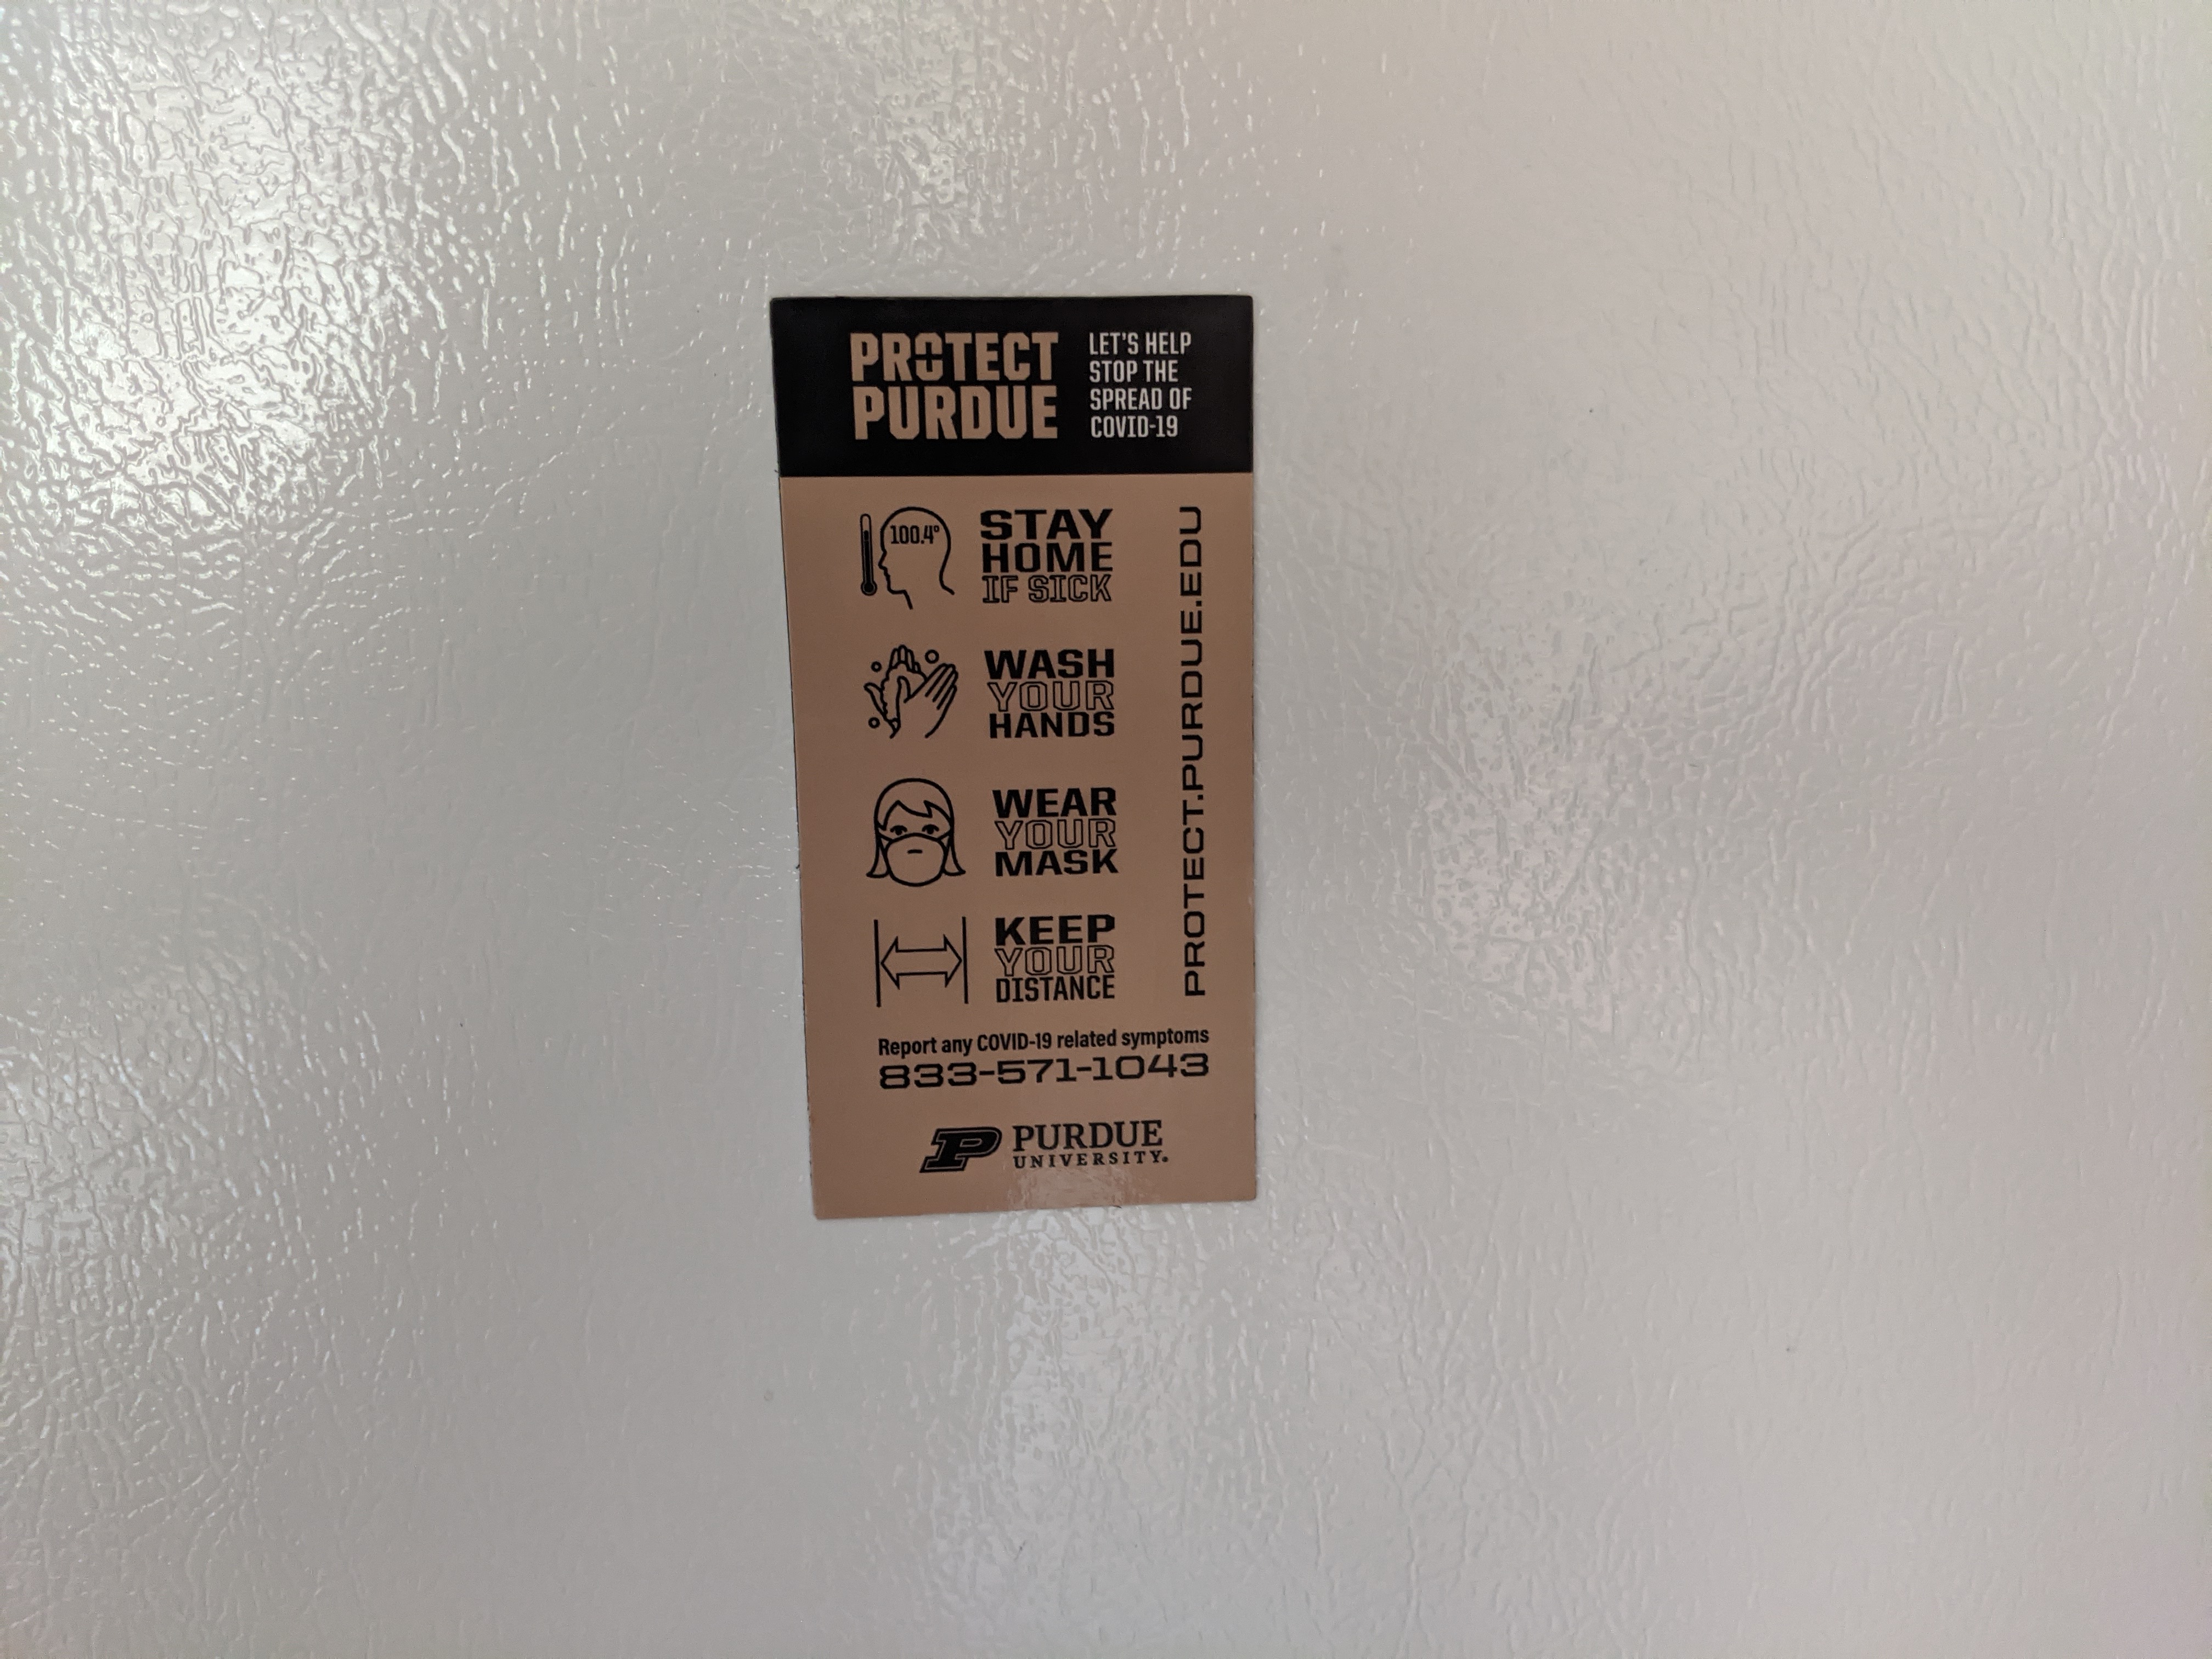 PROTECT
PURDUE
LET'S HELP
STOP THE
SPREAD OF
COVID-19
100.4°
STAY
HOME
IF SICK
WASH
YOUR
HANDS
WEAR
YOUR
MASK
KEEP
YOUR
DISTANCE
PROTECT.PURDUE.EDU
Report any COVID-19 related symptoms
833-571-1043
P PURDUE
UNIVERSITY®